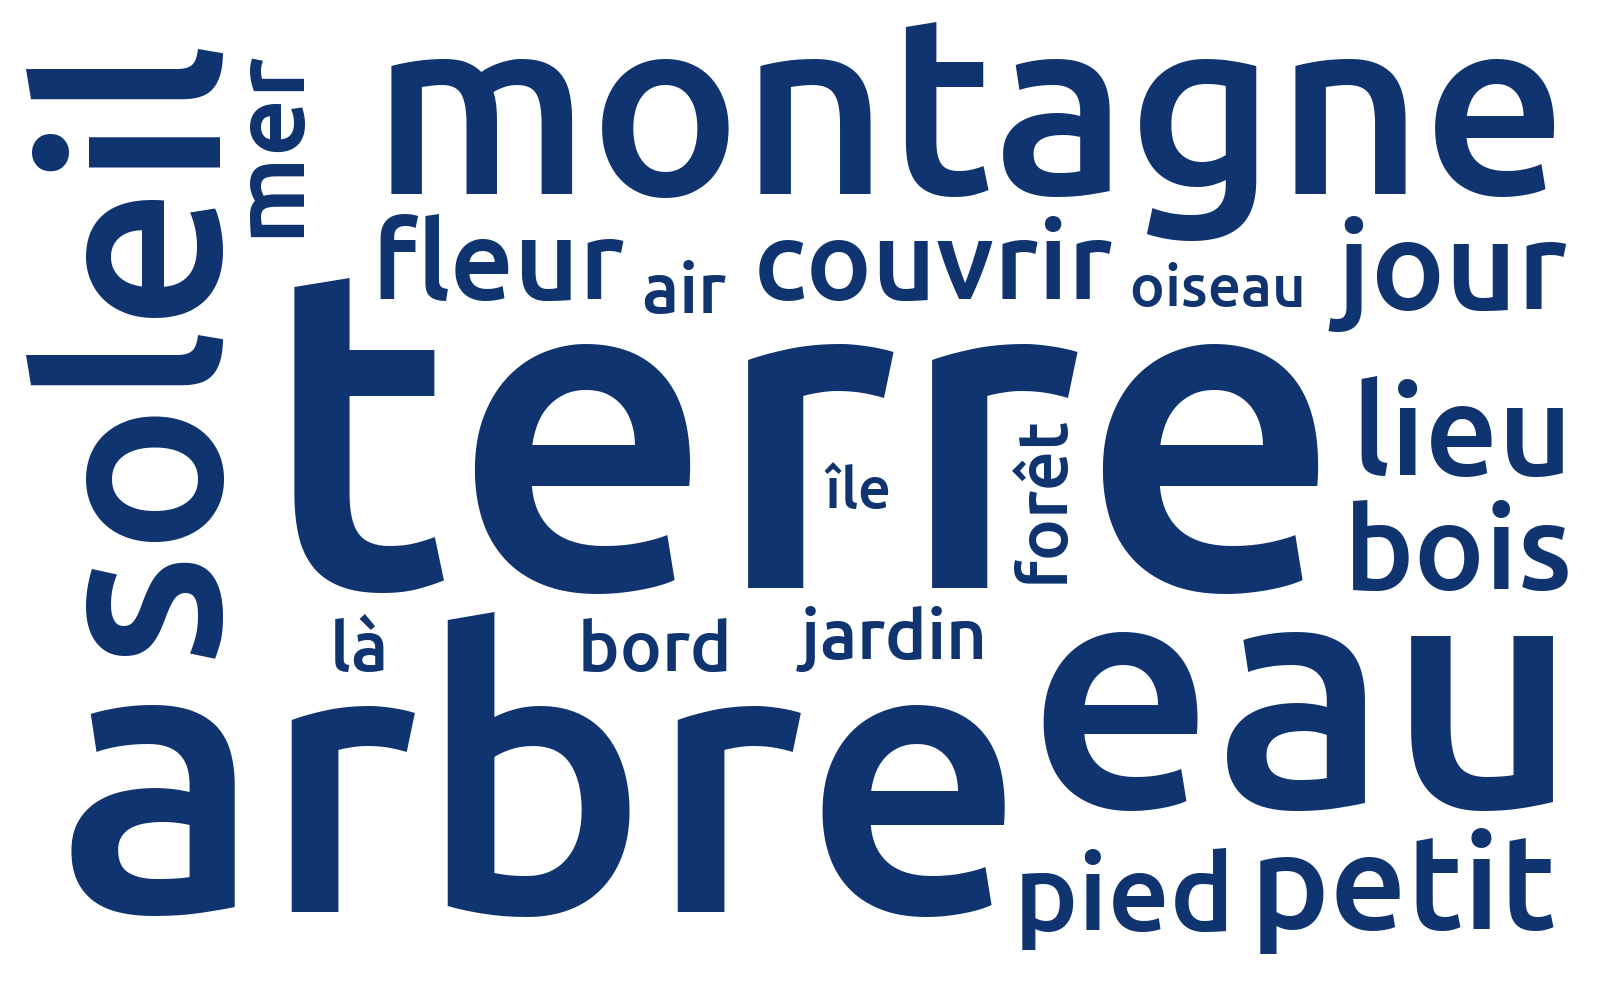 soleil
mer
montagne
fleur
air
couvrir
oiseau
jour
terre
île
forêt
lieu
bois
là
bord
jardin
arbre
eau
pied
petit